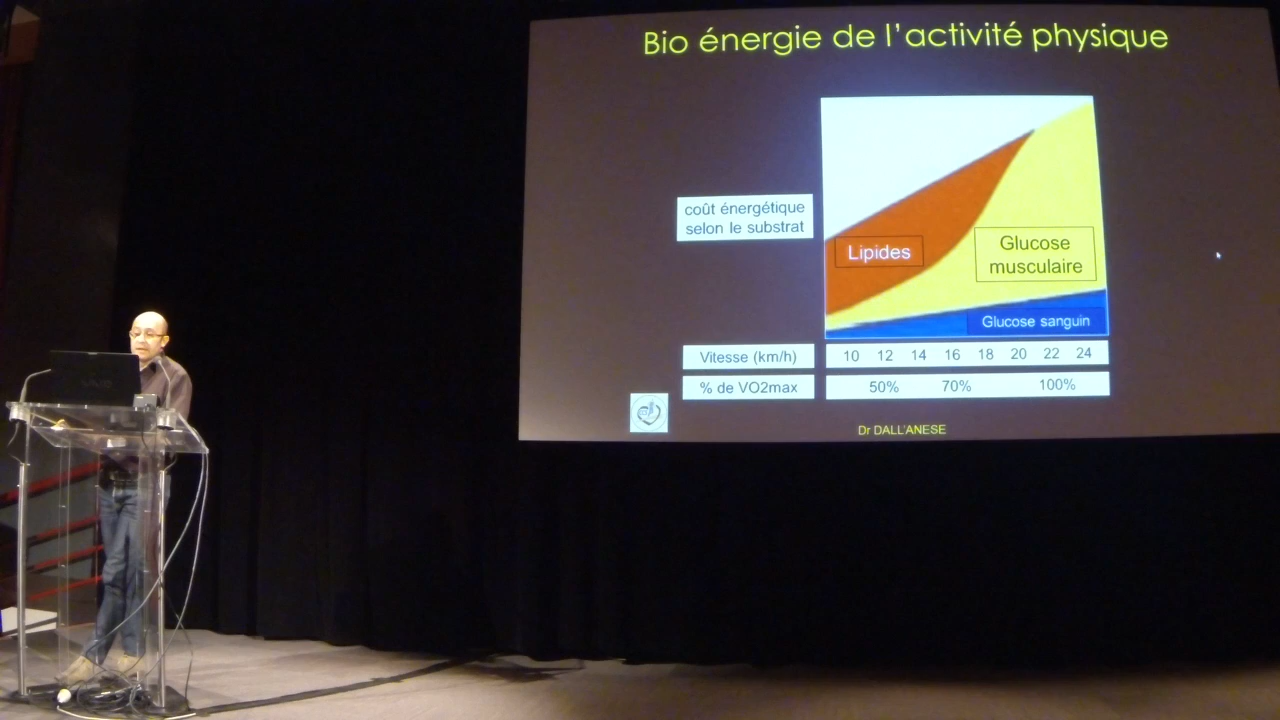 Bio énergie de l'activité physique
coût énergétique
selon le substrat
Lipides
Glucose
musculaire
Glucose sanguin
Vitesse (km/h)
10 12 14 16 18 20 22 24
% de VO2max
50% 70% 100%
Dr DALL'ANESE
VAIO